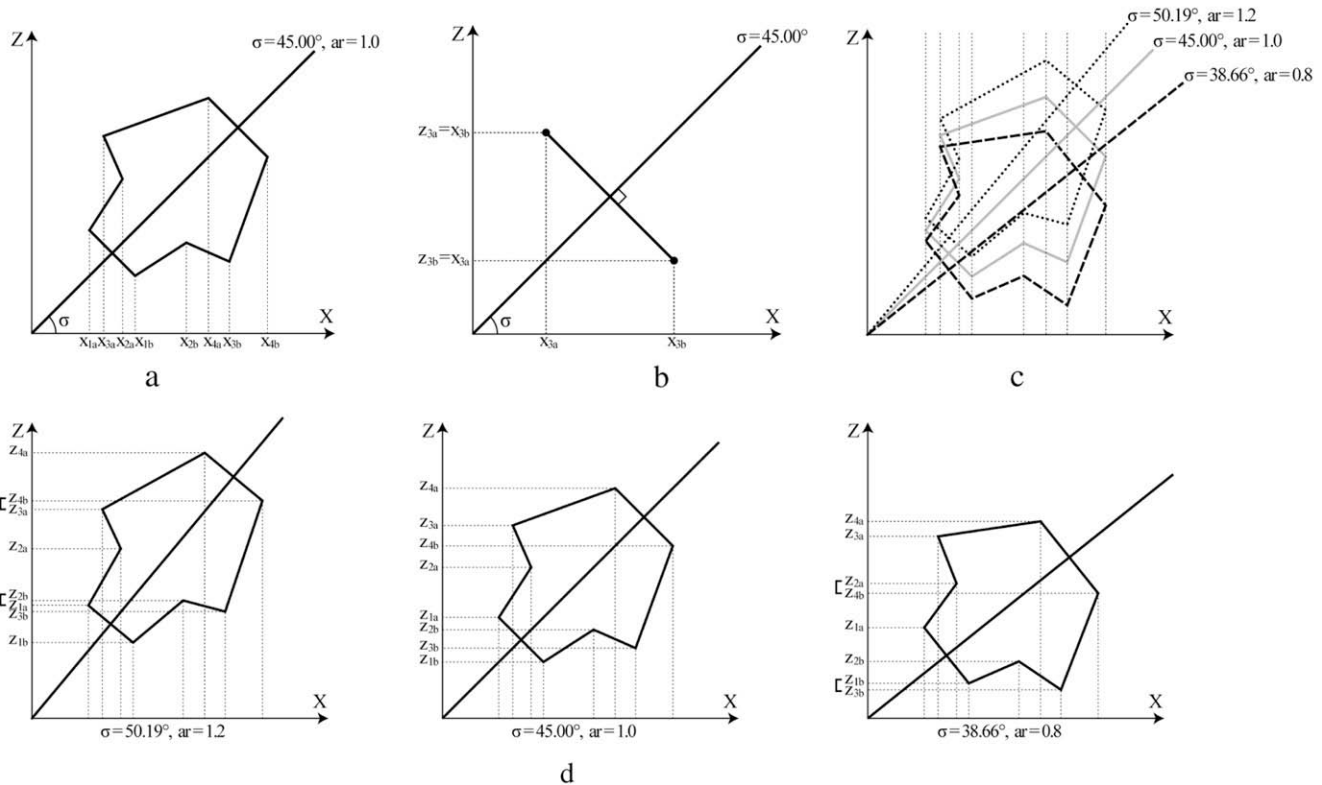 Z
σ=45.00°, ar=1.0
σ
X
X1a X3a X2a X1b X2b X4a X3b X4b
a
Z
σ=45.00°
Z3a=X3b
Z3b=X3a
σ
X
X3a X3b
b
Z
σ=50.19°, ar=1.2
σ=45.00°, ar=1.0
σ=38.66°, ar=0.8
X
c
Z
Z4a
Z4b
Z3a
Z2a
Z2b
Z1a
Z3b
Z1b
X
σ=50.19°, ar=1.2
Z
Z4a
Z3a
Z4b
Z2a
Z1a
Z2b
Z3b
Z1b
X
σ=45.00°, ar=1.0
Z
Z4a
Z3a
Z2a
Z4b
Z1a
Z2b
Z1b
Z3b
X
σ=38.66°, ar=0.8
d